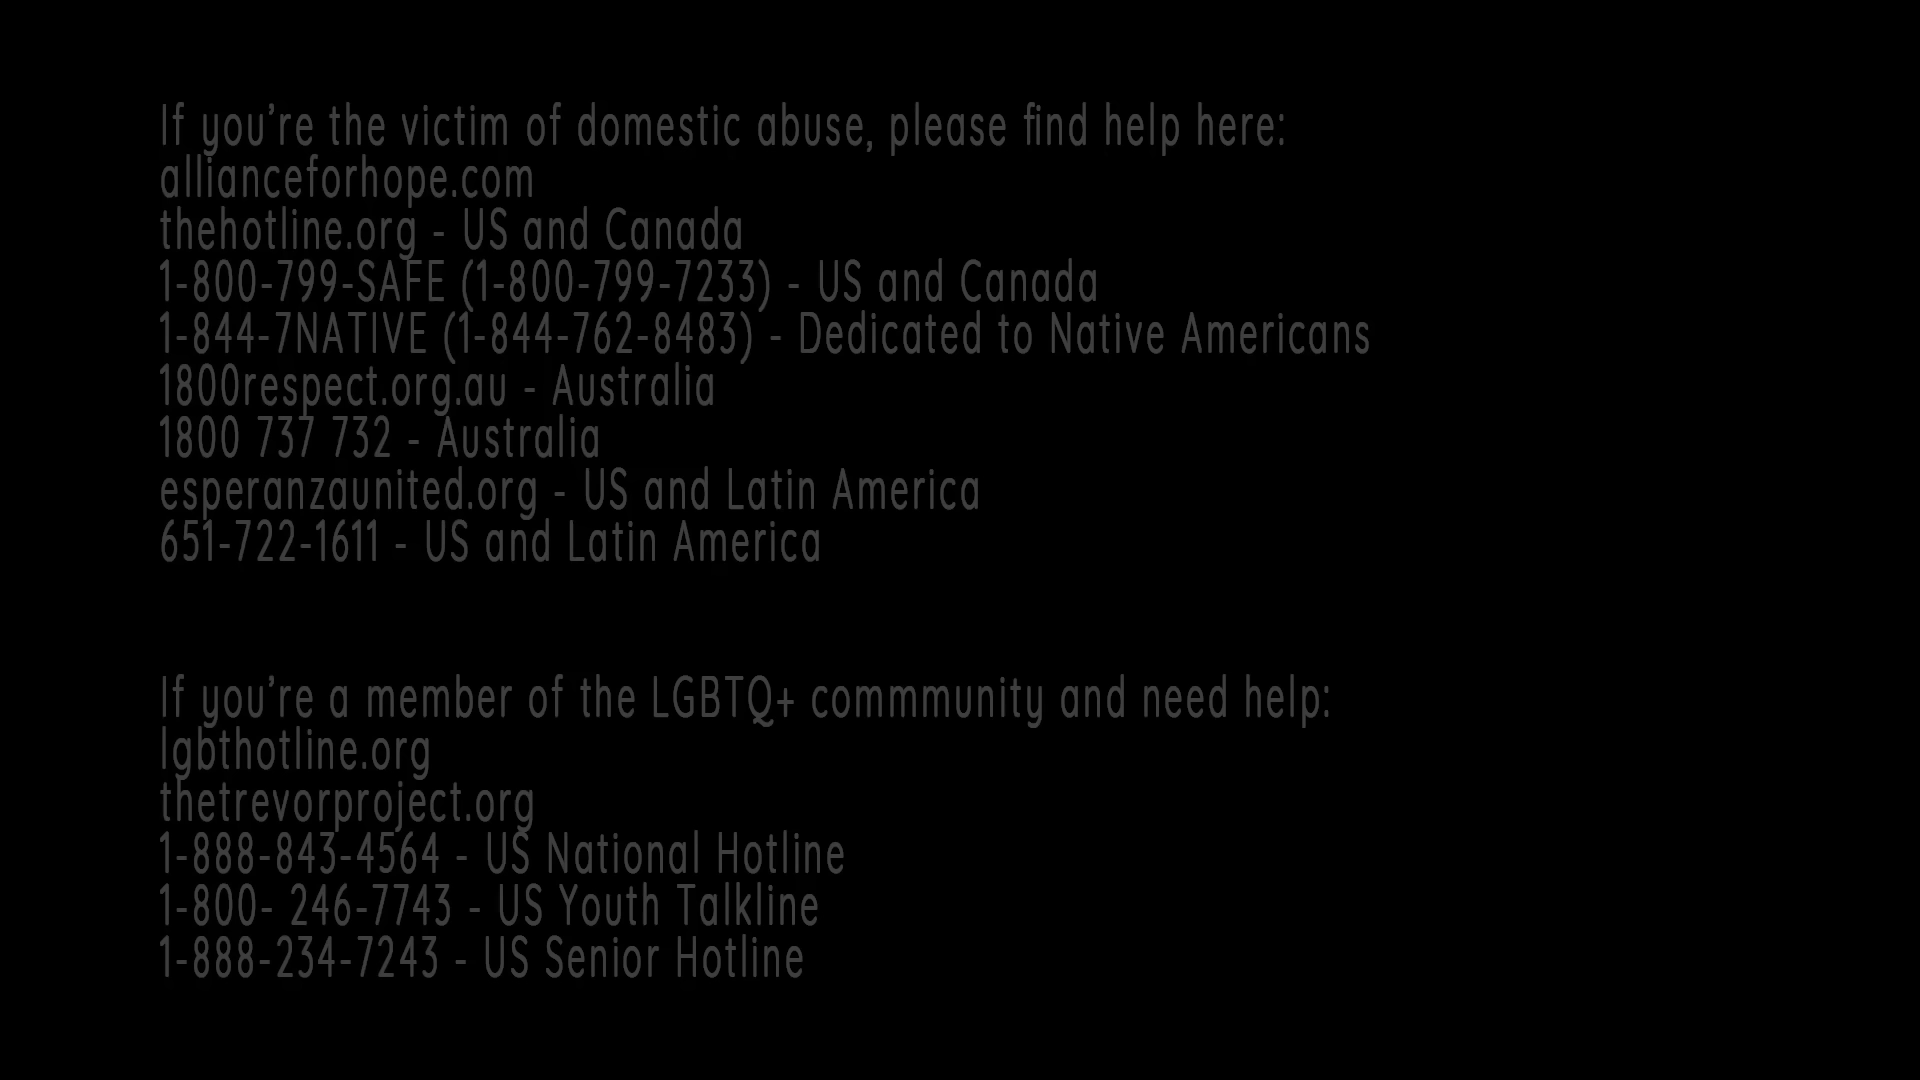 If you’re the victim of domestic abuse, please find help here:
allianceforhope.com
thehotline.org - US and Canada
1-800-799-SAFE (1-800-799-7233) - US and Canada
1-844-7NATIVE (1-844-762-8483) - Dedicated to Native Americans
1800respect.org.au - Australia
1800 737 732 - Australia
esperanzaunited.org - US and Latin America
651-722-1611 - US and Latin America
If you’re a member of the LGBTQ+ commmunity and need help:
lgbthotline.org
thetrevorproject.org
1-888-843-4564 - US National Hotline
1-800- 246-7743 - US Youth Talkline
1-888-234-7243 - US Senior Hotline